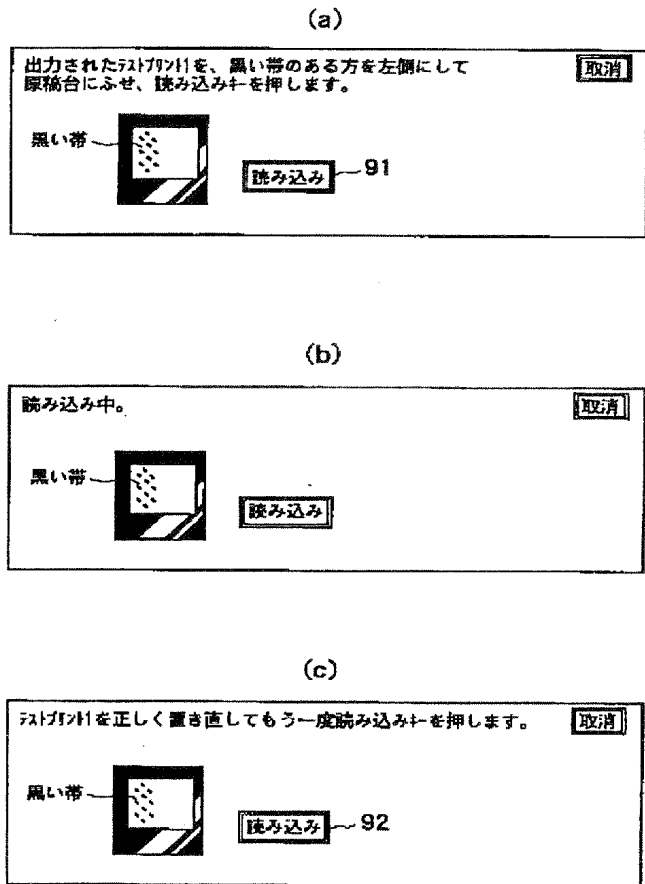 (a)
出力されたﾃｽﾄﾌﾟﾘﾝﾄ1を、黒い帯のある方を左側にして
原稿台にふせ、読み込みｷｰを押します。
取消
黒い帯
読み込み
91
(b)
読み込み中。
取消
黒い帯
読み込み
(c)
ﾃｽﾄﾌﾟﾘﾝﾄ1を正しく置き直してもう一度読み込みｷｰを押します。
取消
黒い帯
読み込み
92